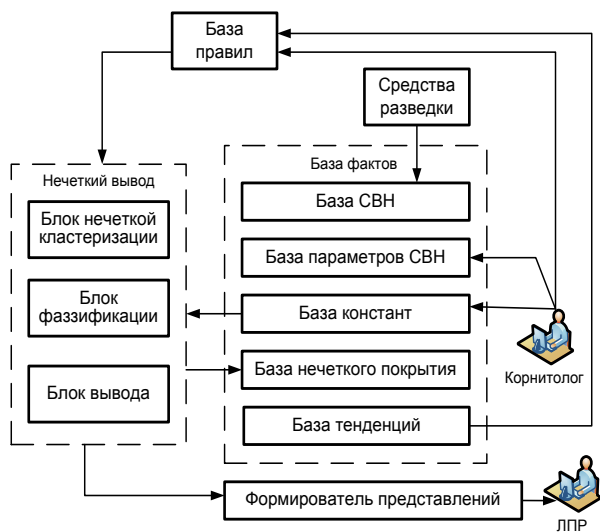 База
правил
Средства
разведки
База фактов
Нечеткий вывод
База СВН
Блок нечеткой
кластеризации
База параметров СВН
Блок
фаззификации
База констант
База нечеткого покрытия
Корнитолог
Блок вывода
База тенденций
Формирователь представлений
ЛПР